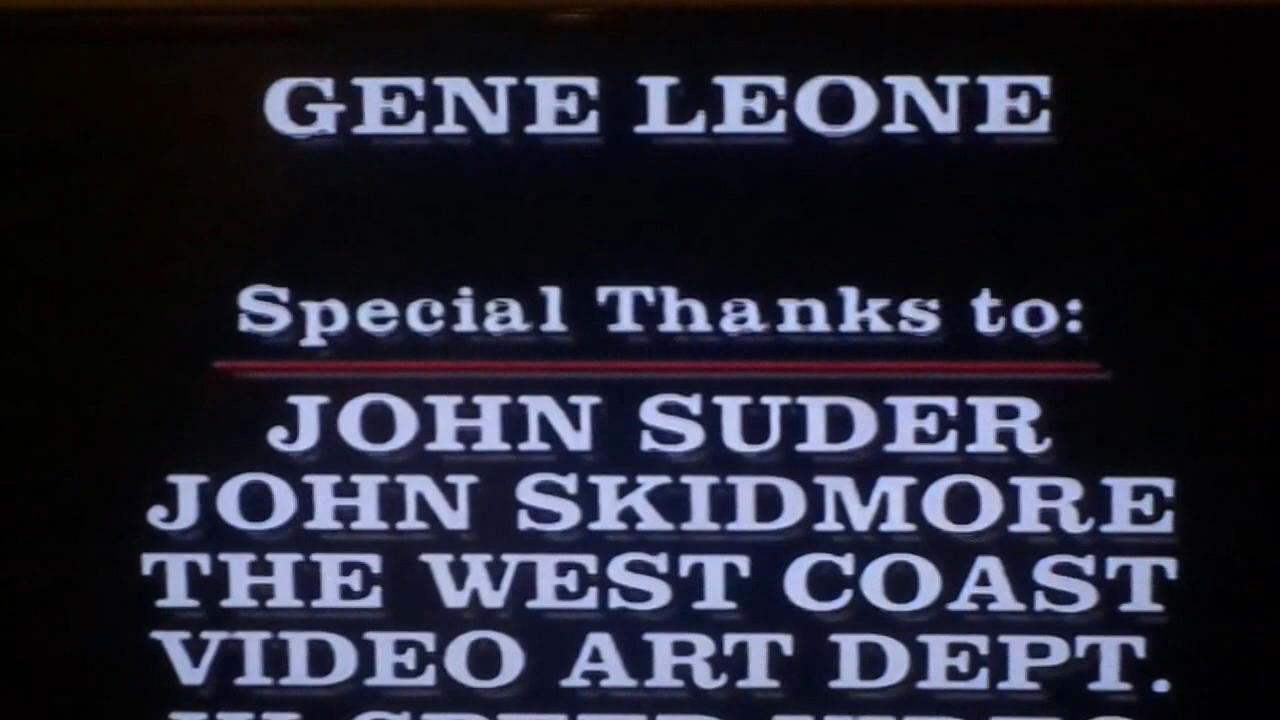 GENE LEONE
Special Thanks to:
JOHN SUDER
JOHN SKIDMORE
THE WEST COAST
VIDEO ART DEPT.